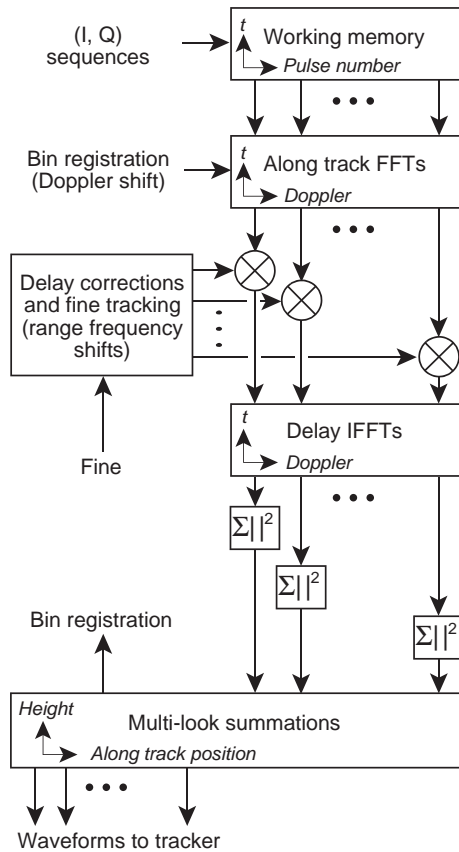 (I, Q)
sequences
t
Working memory
Pulse number
Bin registration
(Doppler shift)
t
Along track FFTs
Doppler
Delay corrections
and fine tracking
(range frequency
shifts)
Fine
t
Delay IFFTs
Doppler
Σ| |²
Σ| |²
Σ| |²
Bin registration
Height
Multi-look summations
Along track position
Waveforms to tracker